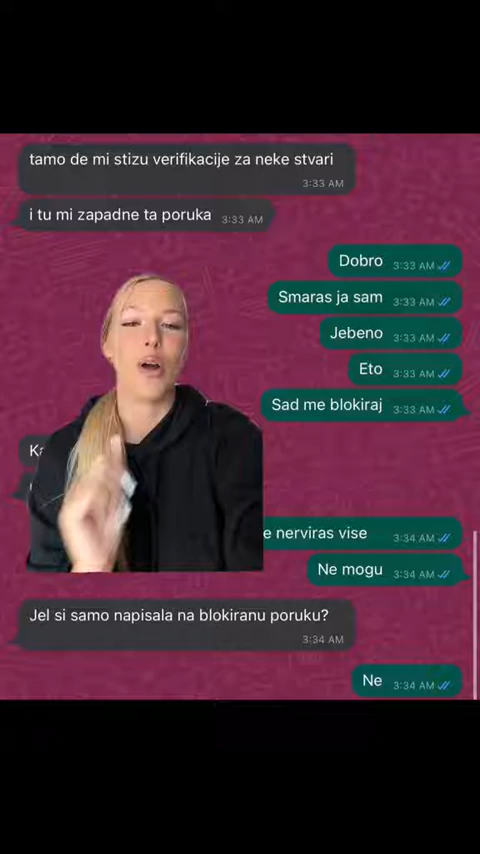 tamo de mi stizu verifikacije za neke stvari
3:33 AM
i tu mi zapadne ta poruka 3:33 AM
Dobro 3:33 AM
Smaras ja sam 3:33 AM
Jebeno 3:33 AM
Eto 3:33 AM
Sad me blokiraj 3:33 AM
e nerviras vise 3:34 AM
Ne mogu 3:34 AM
Jel si samo napisala na blokiranu poruku?
3:34 AM
Ne 3:34 AM